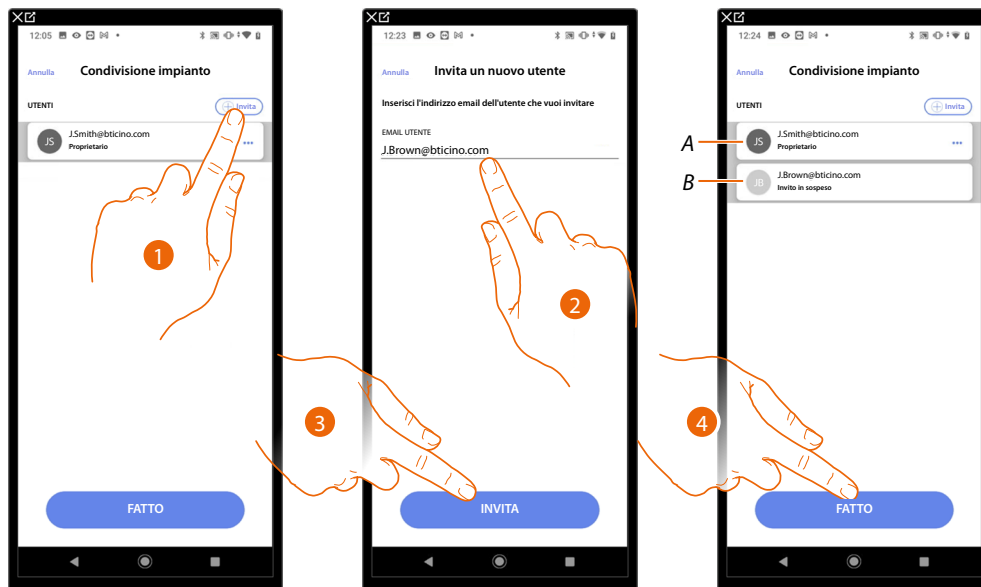 12:05
Annulla Condivisione impianto
UTENTI Invita
JS J.Smith@bticino.com
Proprietario
1
FATTO
12:23
Annulla Invita un nuovo utente
Inserisci l'indirizzo email dell'utente che vuoi invitare
EMAIL UTENTE
J.Brown@bticino.com
2
3
INVITA
12:24
Annulla Condivisione impianto
UTENTI Invita
A JS J.Smith@bticino.com
Proprietario
B JB J.Brown@bticino.com
Invito in sospeso
4
FATTO